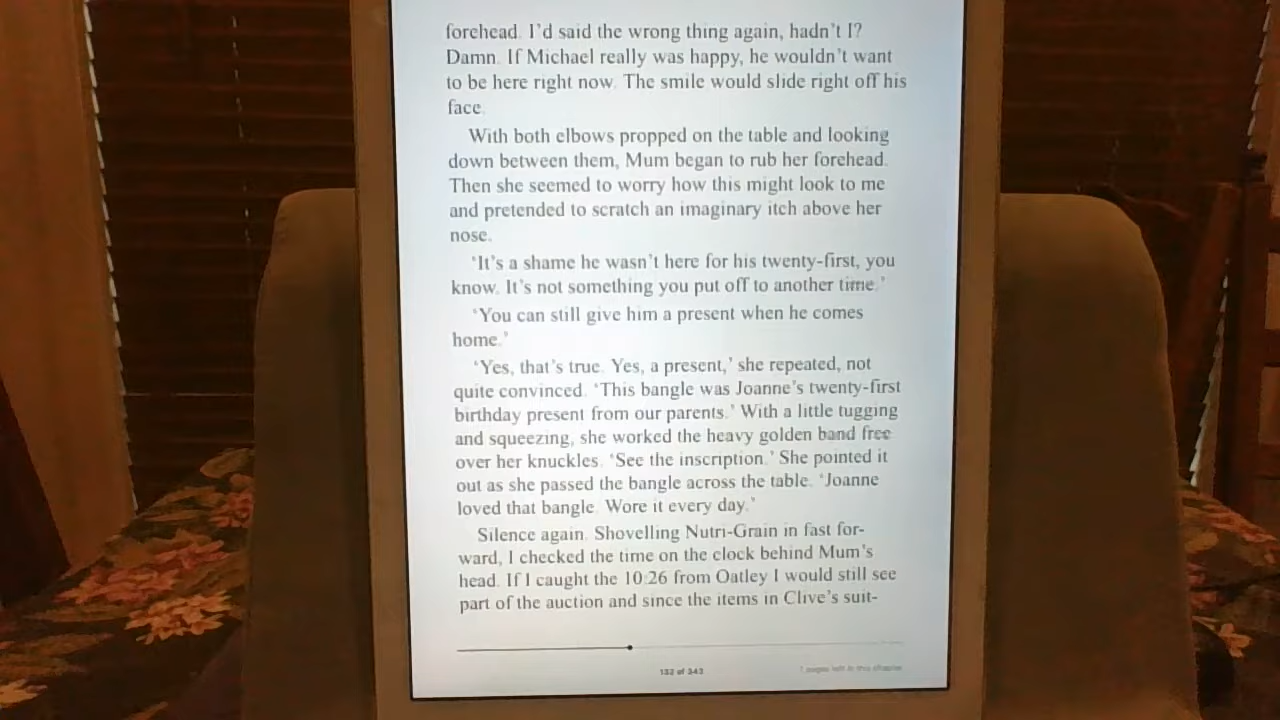 forehead. I’d said the wrong thing again, hadn’t I?
Damn. If Michael really was happy, he wouldn’t want
to be here right now. The smile would slide right off his
face.
With both elbows propped on the table and looking
down between them, Mum began to rub her forehead.
Then she seemed to worry how this might look to me
and pretended to scratch an imaginary itch above her
nose.
‘It’s a shame he wasn’t here for his twenty-first, you
know. It’s not something you put off to another time.’
‘You can still give him a present when he comes
home.’
‘Yes, that’s true. Yes, a present,’ she repeated, not
quite convinced. ‘This bangle was Joanne’s twenty-first
birthday present from our parents.’ With a little tugging
and squeezing, she worked the heavy golden band free
over her knuckles. ‘See the inscription.’ She pointed it
out as she passed the bangle across the table. ‘Joanne
loved that bangle. Wore it every day.’
Silence again. Shovelling Nutri-Grain in fast for-
ward, I checked the time on the clock behind Mum’s
head. If I caught the 10:26 from Oatley I would still see
part of the auction and since the items in Clive’s suit-
132 of 343
pages left in this chapter